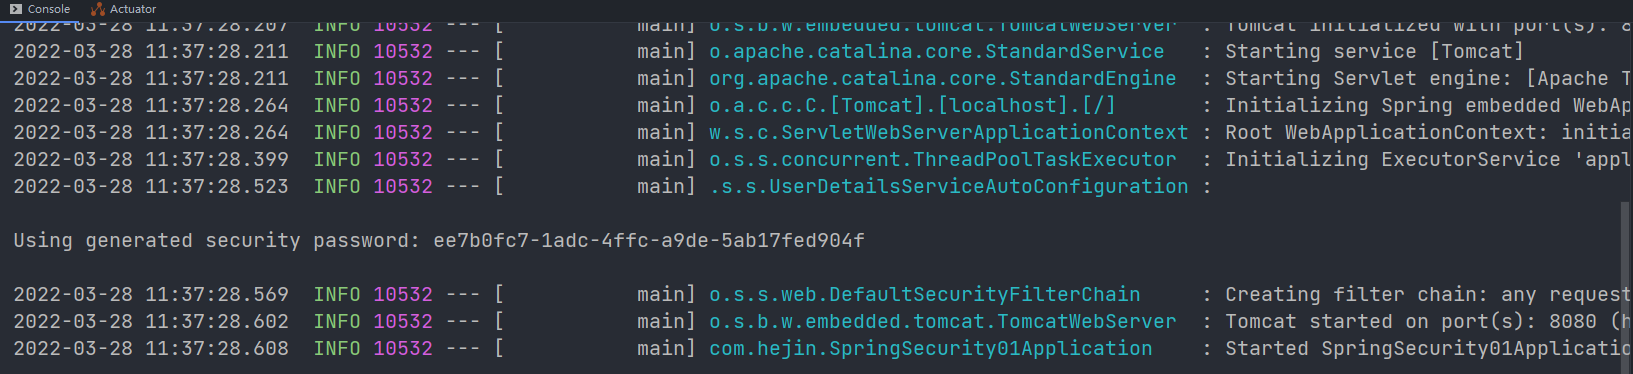 Console Actuator
2022-03-28 11:37:28.207 INFO 10532 --- [ main] o.s.b.w.embedded.tomcat.TomcatWebServer : Tomcat initialized with port(s): 8
2022-03-28 11:37:28.211 INFO 10532 --- [ main] o.apache.catalina.core.StandardService : Starting service [Tomcat]
2022-03-28 11:37:28.211 INFO 10532 --- [ main] org.apache.catalina.core.StandardEngine : Starting Servlet engine: [Apache T
2022-03-28 11:37:28.264 INFO 10532 --- [ main] o.a.c.c.C.[Tomcat].[localhost].[/] : Initializing Spring embedded WebAp
2022-03-28 11:37:28.264 INFO 10532 --- [ main] w.s.c.ServletWebServerApplicationContext : Root WebApplicationContext: initia
2022-03-28 11:37:28.399 INFO 10532 --- [ main] o.s.s.concurrent.ThreadPoolTaskExecutor : Initializing ExecutorService 'appl
2022-03-28 11:37:28.523 INFO 10532 --- [ main] .s.s.UserDetailsServiceAutoConfiguration :
Using generated security password: ee7b0fc7-1adc-4ffc-a9de-5ab17fed904f
2022-03-28 11:37:28.569 INFO 10532 --- [ main] o.s.s.web.DefaultSecurityFilterChain : Creating filter chain: any request
2022-03-28 11:37:28.602 INFO 10532 --- [ main] o.s.b.w.embedded.tomcat.TomcatWebServer : Tomcat started on port(s): 8080 (h
2022-03-28 11:37:28.608 INFO 10532 --- [ main] com.hejin.SpringSecurity01Application : Started SpringSecurity01Applicatio